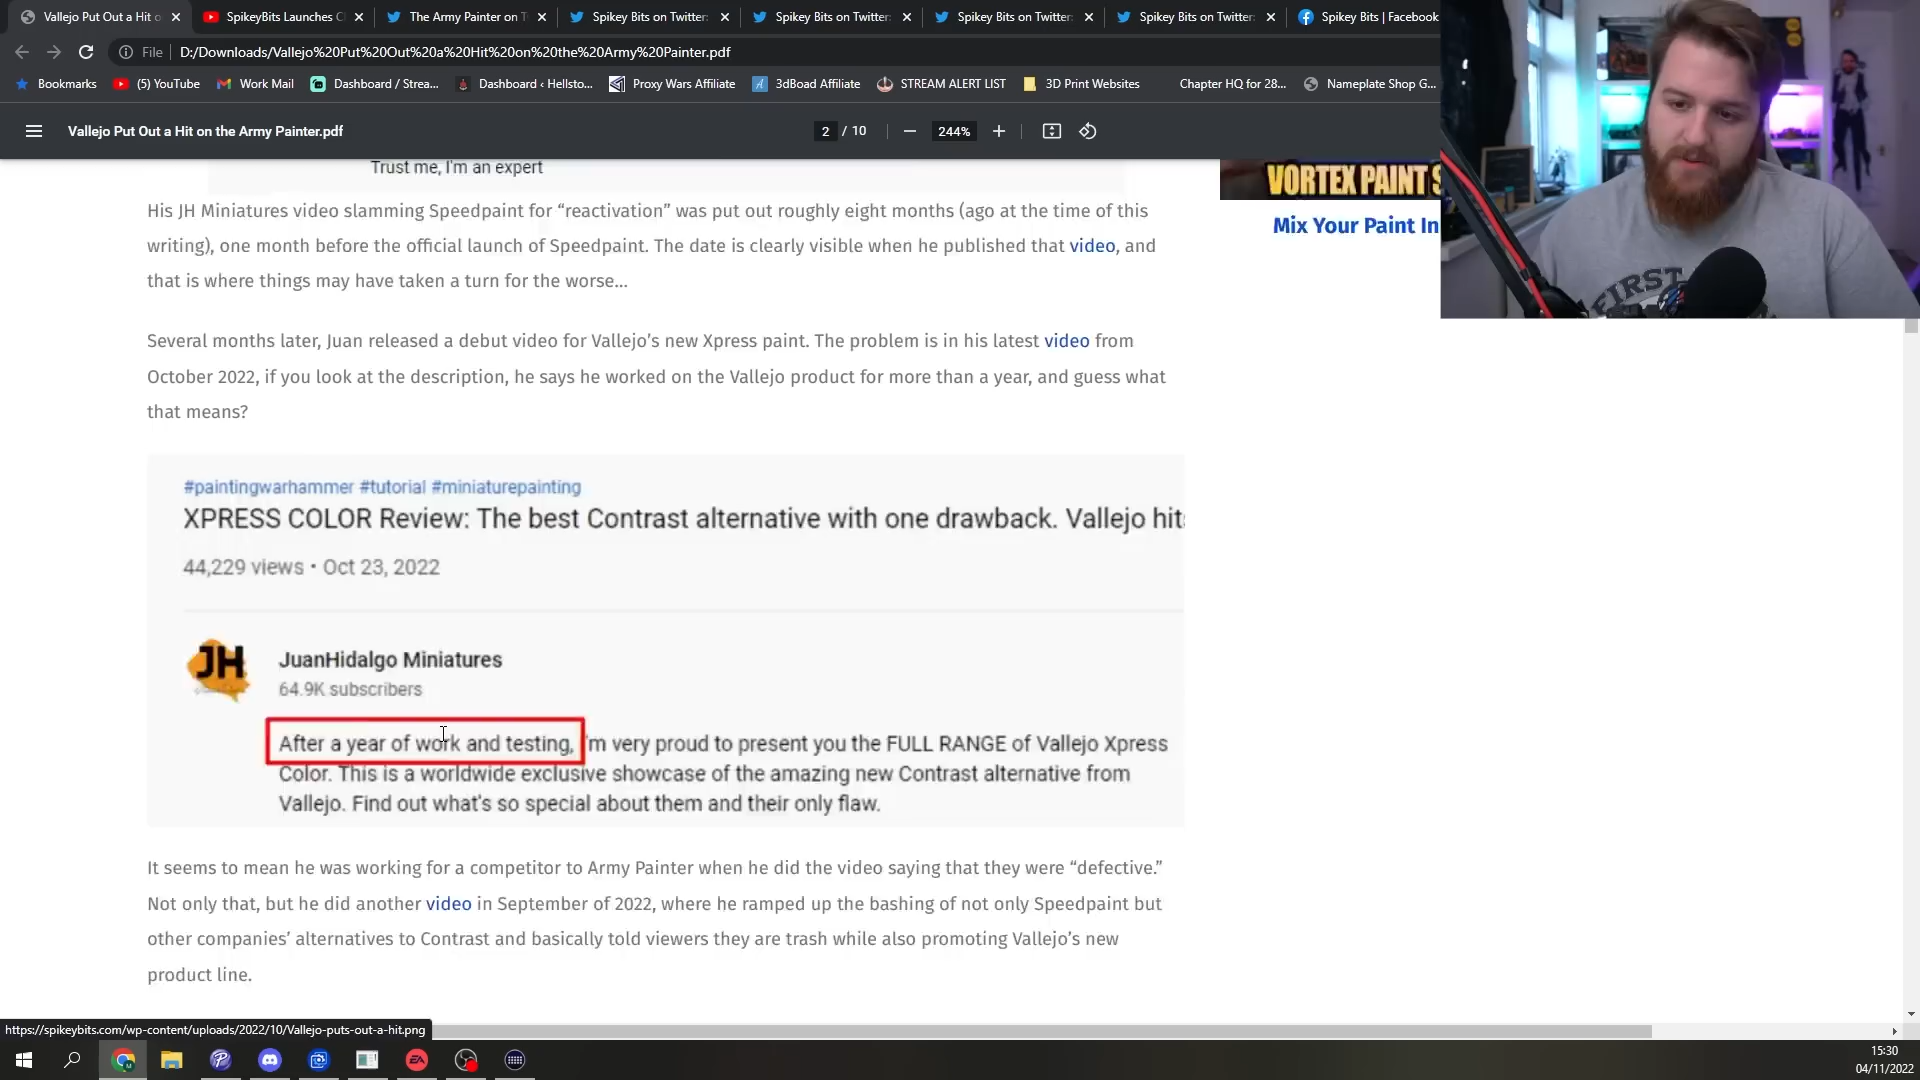 Vallejo Put Out a Hit o
SpikeyBits Launches C
The Army Painter on T
Spikey Bits on Twitter:
Spikey Bits on Twitter:
Spikey Bits on Twitter:
Spikey Bits on Twitter:
Spikey Bits | Facebook
File
D:/Downloads/Vallejo%20Put%20Out%20a%20Hit%20on%20the%20Army%20Painter.pdf
Bookmarks
(5) YouTube
Work Mail
Dashboard / Strea...
Dashboard ‹ Hellsto...
Proxy Wars Affiliate
3dBoad Affiliate
STREAM ALERT LIST
3D Print Websites
Chapter HQ for 28...
Nameplate Shop G...
Vallejo Put Out a Hit on the Army Painter.pdf
2 / 10
244%
Trust me, I'm an expert
VORTEX PAINT S
Mix Your Paint In
FIRST
His JH Miniatures video slamming Speedpaint for “reactivation” was put out roughly eight months (ago at the time of this
writing), one month before the official launch of Speedpaint. The date is clearly visible when he published that video, and
that is where things may have taken a turn for the worse…
Several months later, Juan released a debut video for Vallejo’s new Xpress paint. The problem is in his latest video from
October 2022, if you look at the description, he says he worked on the Vallejo product for more than a year, and guess what
that means?
#paintingwarhammer #tutorial #miniaturepainting
XPRESS COLOR Review: The best Contrast alternative with one drawback. Vallejo hits
44,229 views • Oct 23, 2022
JH
JuanHidalgo Miniatures
64.9K subscribers
After a year of work and testing, I'm very proud to present you the FULL RANGE of Vallejo Xpress
Color. This is a worldwide exclusive showcase of the amazing new Contrast alternative from
Vallejo. Find out what's so special about them and their only flaw.
It seems to mean he was working for a competitor to Army Painter when he did the video saying that they were “defective.”
Not only that, but he did another video in September of 2022, where he ramped up the bashing of not only Speedpaint but
other companies’ alternatives to Contrast and basically told viewers they are trash while also promoting Vallejo’s new
product line.
https://spikeybits.com/wp-content/uploads/2022/10/Vallejo-puts-out-a-hit.png
EA
15:30
04/11/2022